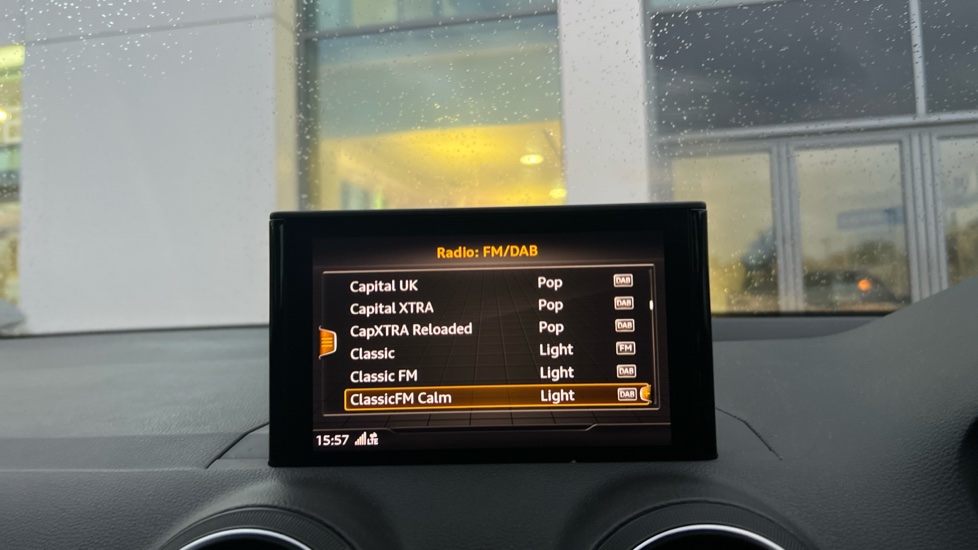 Radio: FM/DAB
Capital UK Pop DAB
Capital XTRA Pop DAB
CapXTRA Reloaded Pop DAB
Classic Light FM
Classic FM Light DAB
ClassicFM Calm Light DAB
15:57 LTE